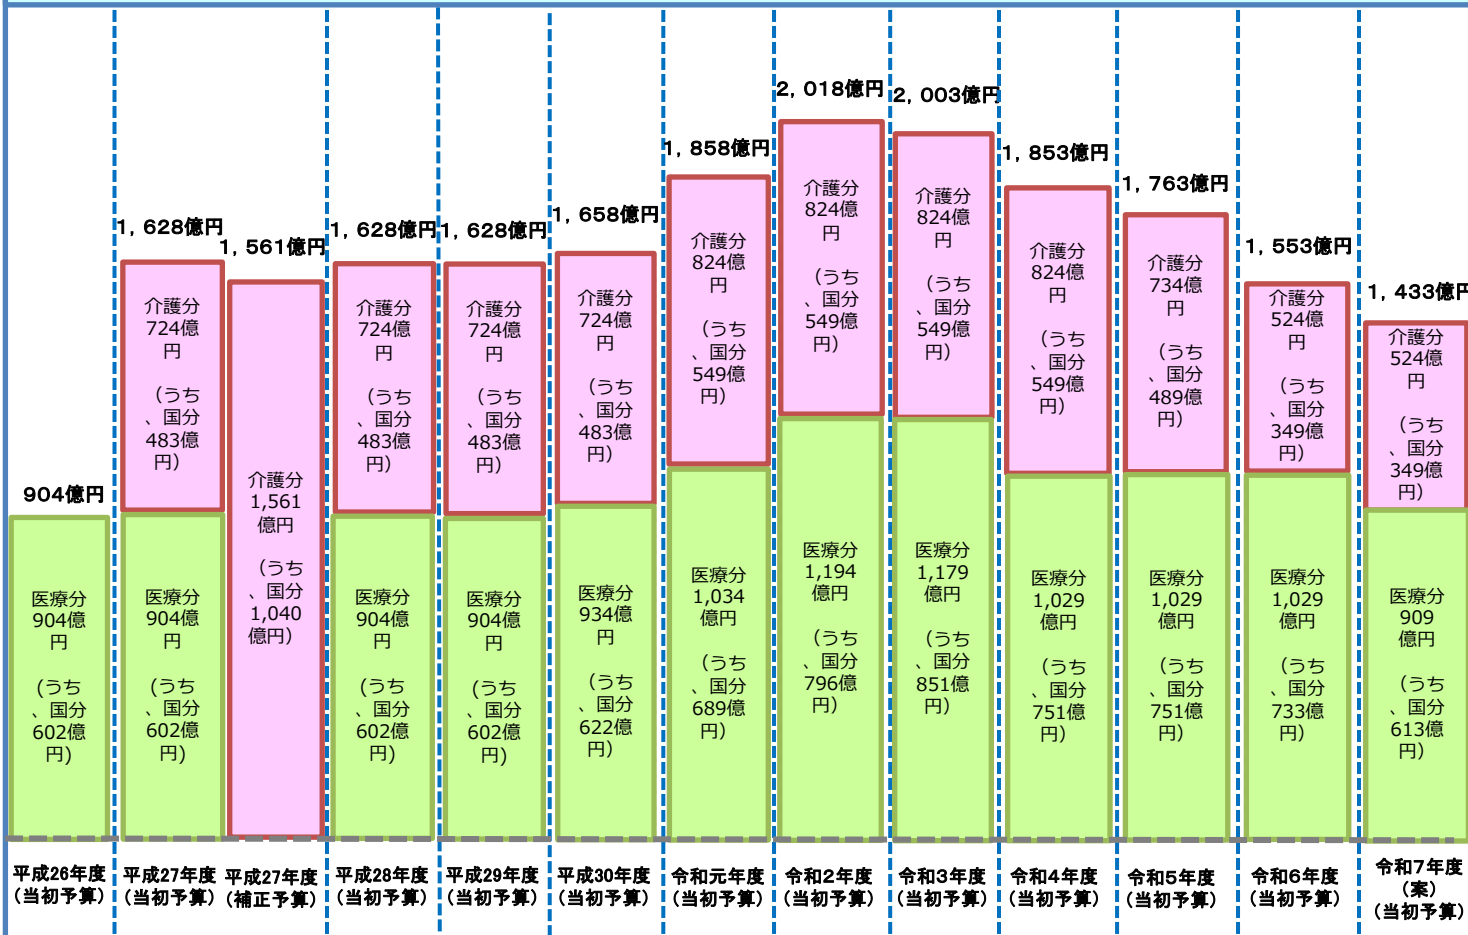 904億円
医療分
904億
円
(うち
、国分
602億
円)
平成26年度
(当初予算)
1,628億円
介護分
724億
円
(うち
、国分
483億
円)
医療分
904億
円
(うち
、国分
602億
円)
平成27年度
(当初予算)
1,561億円
介護分
1,561
億円
(うち
、国分
1,040
億円)
平成27年度
(補正予算)
1,628億円
介護分
724億
円
(うち
、国分
483億
円)
医療分
904億
円
(うち
、国分
602億
円)
平成28年度
(当初予算)
1,628億円
介護分
724億
円
(うち
、国分
483億
円)
医療分
904億
円
(うち
、国分
602億
円)
平成29年度
(当初予算)
1,658億円
介護分
724億
円
(うち
、国分
483億
円)
医療分
934億
円
(うち
、国分
622億
円)
平成30年度
(当初予算)
1,858億円
介護分
824億
円
(うち
、国分
549億
円)
医療分
1,034
億円
(うち
、国分
689億
円)
令和元年度
(当初予算)
2,018億円
介護分
824億
円
(うち
、国分
549億
円)
医療分
1,194
億円
(うち
、国分
796億
円)
令和2年度
(当初予算)
2,003億円
介護分
824億
円
(うち
、国分
549億
円)
医療分
1,179
億円
(うち
、国分
851億
円)
令和3年度
(当初予算)
1,853億円
介護分
824億
円
(うち
、国分
549億
円)
医療分
1,029
億円
(うち
、国分
751億
円)
令和4年度
(当初予算)
1,763億円
介護分
734億
円
(うち
、国分
489億
円)
医療分
1,029
億円
(うち
、国分
751億
円)
令和5年度
(当初予算)
1,553億円
介護分
524億
円
(うち
、国分
349億
円)
医療分
1,029
億円
(うち
、国分
733億
円)
令和6年度
(当初予算)
1,433億円
介護分
524億
円
(うち
、国分
349億
円)
医療分
909
億円
(うち
、国分
613億
円)
令和7年度
(案)
(当初予算)